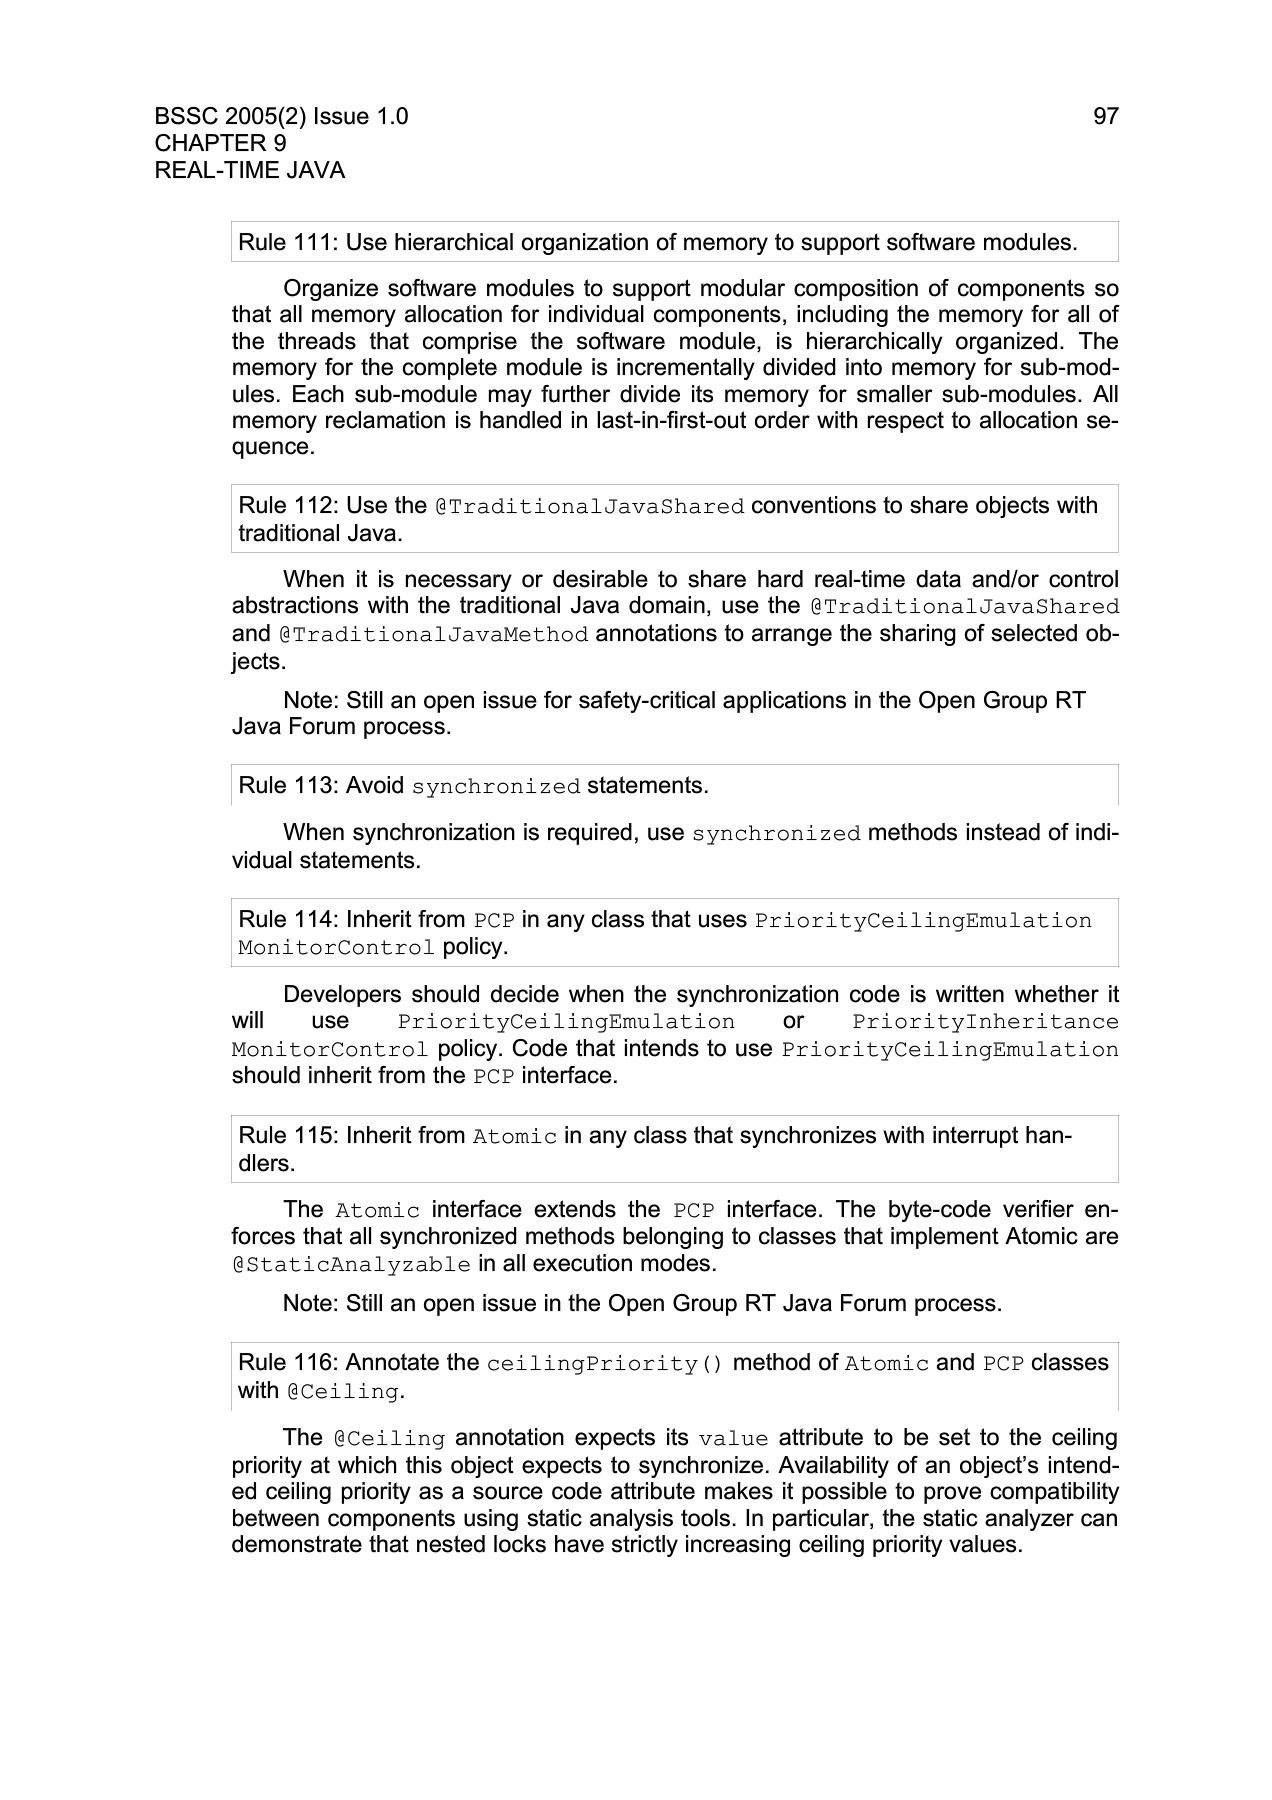 BSSC 2005(2) Issue 1.0 97
CHAPTER 9
REAL-TIME JAVA
Rule 111: Use hierarchical organization of memory to support software modules.
Organize software modules to support modular composition of components so
that all memory allocation for individual components, including the memory for all of
the threads that comprise the software module, is hierarchically organized. The
memory for the complete module is incrementally divided into memory for sub-mod-
ules. Each sub-module may further divide its memory for smaller sub-modules. All
memory reclamation is handled in last-in-first-out order with respect to allocation se-
quence.
Rule 112: Use the @TraditionalJavaShared conventions to share objects with
traditional Java.
When it is necessary or desirable to share hard real-time data and/or control
abstractions with the traditional Java domain, use the @TraditionalJavaShared
and @TraditionalJavaMethod annotations to arrange the sharing of selected ob-
jects.
Note: Still an open issue for safety-critical applications in the Open Group RT
Java Forum process.
Rule 113: Avoid synchronized statements.
When synchronization is required, use synchronized methods instead of indi-
vidual statements.
Rule 114: Inherit from PCP in any class that uses PriorityCeilingEmulation
MonitorControl policy.
Developers should decide when the synchronization code is written whether it
will use PriorityCeilingEmulation or PriorityInheritance
MonitorControl policy. Code that intends to use PriorityCeilingEmulation
should inherit from the PCP interface.
Rule 115: Inherit from Atomic in any class that synchronizes with interrupt han-
dlers.
The Atomic interface extends the PCP interface. The byte-code verifier en-
forces that all synchronized methods belonging to classes that implement Atomic are
@StaticAnalyzable in all execution modes.
Note: Still an open issue in the Open Group RT Java Forum process.
Rule 116: Annotate the ceilingPriority() method of Atomic and PCP classes
with @Ceiling.
The @Ceiling annotation expects its value attribute to be set to the ceiling
priority at which this object expects to synchronize. Availability of an object’s intend-
ed ceiling priority as a source code attribute makes it possible to prove compatibility
between components using static analysis tools. In particular, the static analyzer can
demonstrate that nested locks have strictly increasing ceiling priority values.